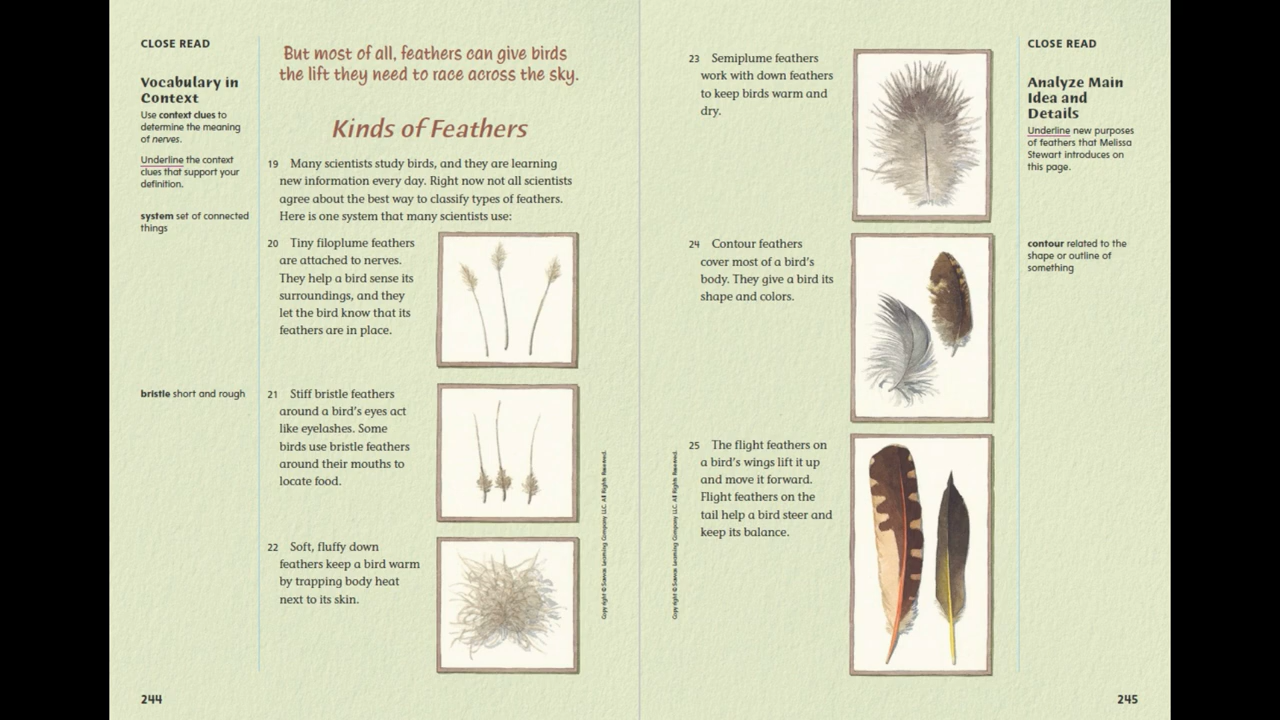 CLOSE READ
Vocabulary in
Context
Use context clues to
determine the meaning
of nerves.
Underline the context
clues that support your
definition.
system set of connected
things
bristle short and rough
But most of all, feathers can give birds
the lift they need to race across the sky.
Kinds of Feathers
19 Many scientists study birds, and they are learning
new information every day. Right now not all scientists
agree about the best way to classify types of feathers.
Here is one system that many scientists use:
20 Tiny filoplume feathers
are attached to nerves.
They help a bird sense its
surroundings, and they
let the bird know that its
feathers are in place.
21 Stiff bristle feathers
around a bird's eyes act
like eyelashes. Some
birds use bristle feathers
around their mouths to
locate food.
22 Soft, fluffy down
feathers keep a bird warm
by trapping body heat
next to its skin.
Copyright © Savvas Learning Company LLC. All Rights Reserved.
244
23 Semiplume feathers
work with down feathers
to keep birds warm and
dry.
24 Contour feathers
cover most of a bird's
body. They give a bird its
shape and colors.
25 The flight feathers on
a bird's wings lift it up
and move it forward.
Flight feathers on the
tail help a bird steer and
keep its balance.
Copyright © Savvas Learning Company LLC. All Rights Reserved.
CLOSE READ
Analyze Main
Idea and
Details
Underline new purposes
of feathers that Melissa
Stewart introduces on
this page.
contour related to the
shape or outline of
something
245